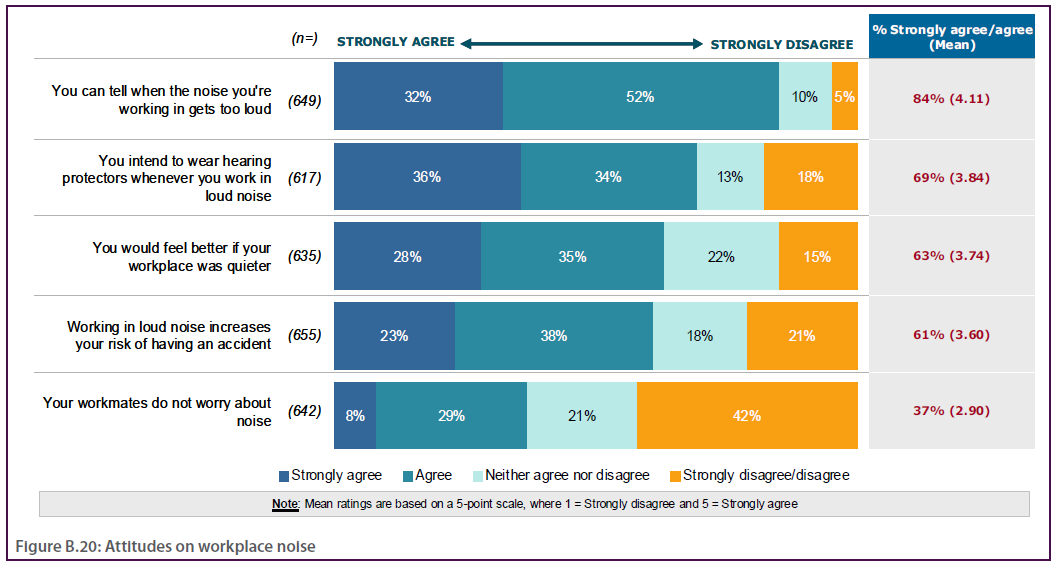 (n=)
STRONGLY AGREE
STRONGLY DISAGREE
% Strongly agree/agree
(Mean)
You can tell when the noise you're
working in gets too loud
(649)
32%
52%
10%
5%
84% (4.11)
You intend to wear hearing
protectors whenever you work in
loud noise
(617)
36%
34%
13%
18%
69% (3.84)
You would feel better if your
workplace was quieter
(635)
28%
35%
22%
15%
63% (3.74)
Working in loud noise increases
your risk of having an accident
(655)
23%
38%
18%
21%
61% (3.60)
Your workmates do not worry about
noise
(642)
8%
29%
21%
42%
37% (2.90)
Strongly agree
Agree
Neither agree nor disagree
Strongly disagree/disagree
Note: Mean ratings are based on a 5-point scale, where 1 = Strongly disagree and 5 = Strongly agree
Figure B.20: Attitudes on workplace noise